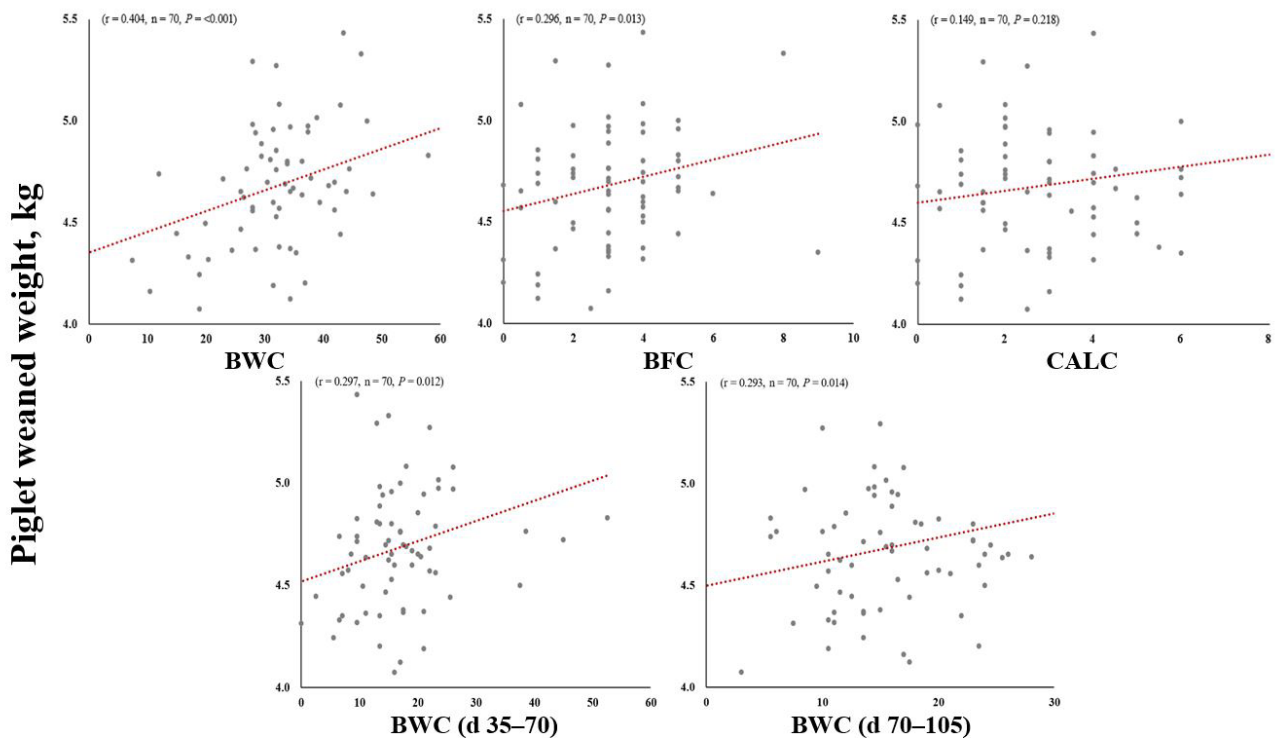 Piglet weaned weight, kg
(r = 0.404, n = 70, P = <0.001)
5.5
5.0
4.5
4.0
0 10 20 30 40 50 60
BWC
(r = 0.296, n = 70, P = 0.013)
5.5
5.0
4.5
4.0
0 2 4 6 8 10
BFC
(r = 0.149, n = 70, P = 0.218)
5.5
5.0
4.5
4.0
0 2 4 6 8
CALC
(r = 0.297, n = 70, P = 0.012)
5.5
5.0
4.5
4.0
0 10 20 30 40 50 60
BWC (d 35–70)
(r = 0.293, n = 70, P = 0.014)
5.5
5.0
4.5
4.0
0 10 20 30
BWC (d 70–105)